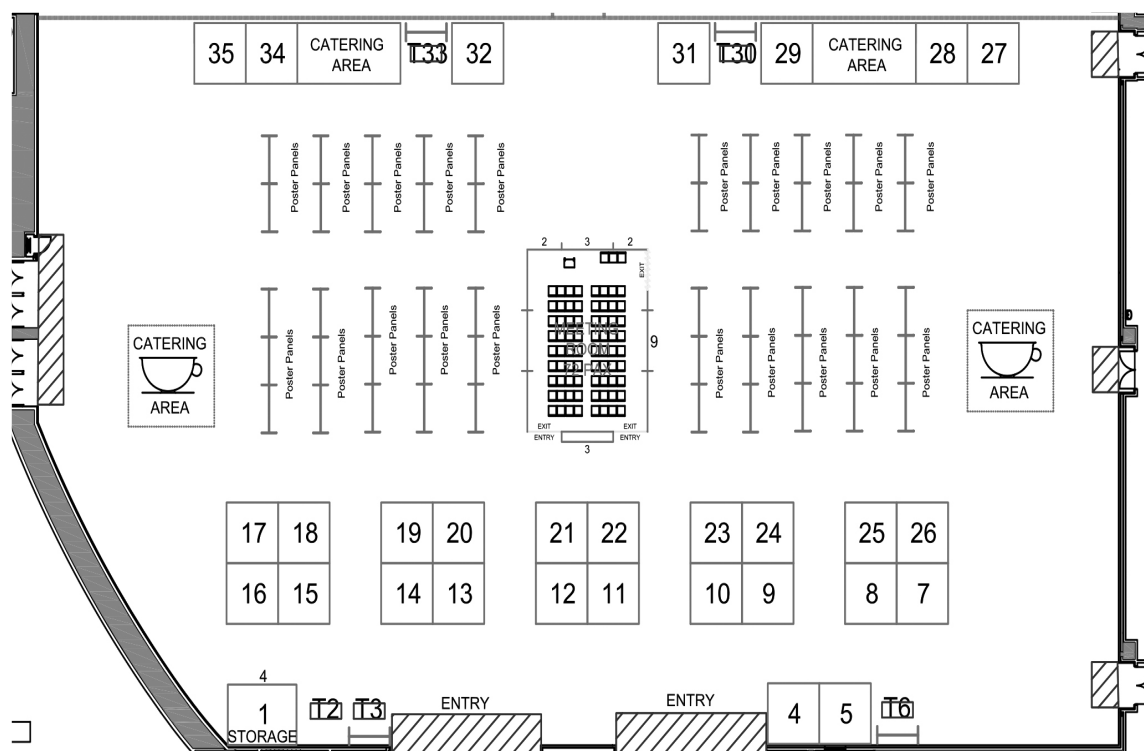 35 34 CATERING AREA T33 32 31 T30 29 CATERING AREA 28 27
Poster Panels Poster Panels Poster Panels Poster Panels Poster Panels Poster Panels Poster Panels Poster Panels Poster Panels Poster Panels
2 3 2
EXIT
CATERING AREA
MEETING
ROOM
72 PAX
9
CATERING AREA
Poster Panels Poster Panels Poster Panels Poster Panels Poster Panels Poster Panels Poster Panels Poster Panels Poster Panels Poster Panels
EXIT EXIT
ENTRY ENTRY
3
17 18 19 20 21 22 23 24 25 26
16 15 14 13 12 11 10 9 8 7
4
1
STORAGE
T2 T3 ENTRY ENTRY 4 5 T6